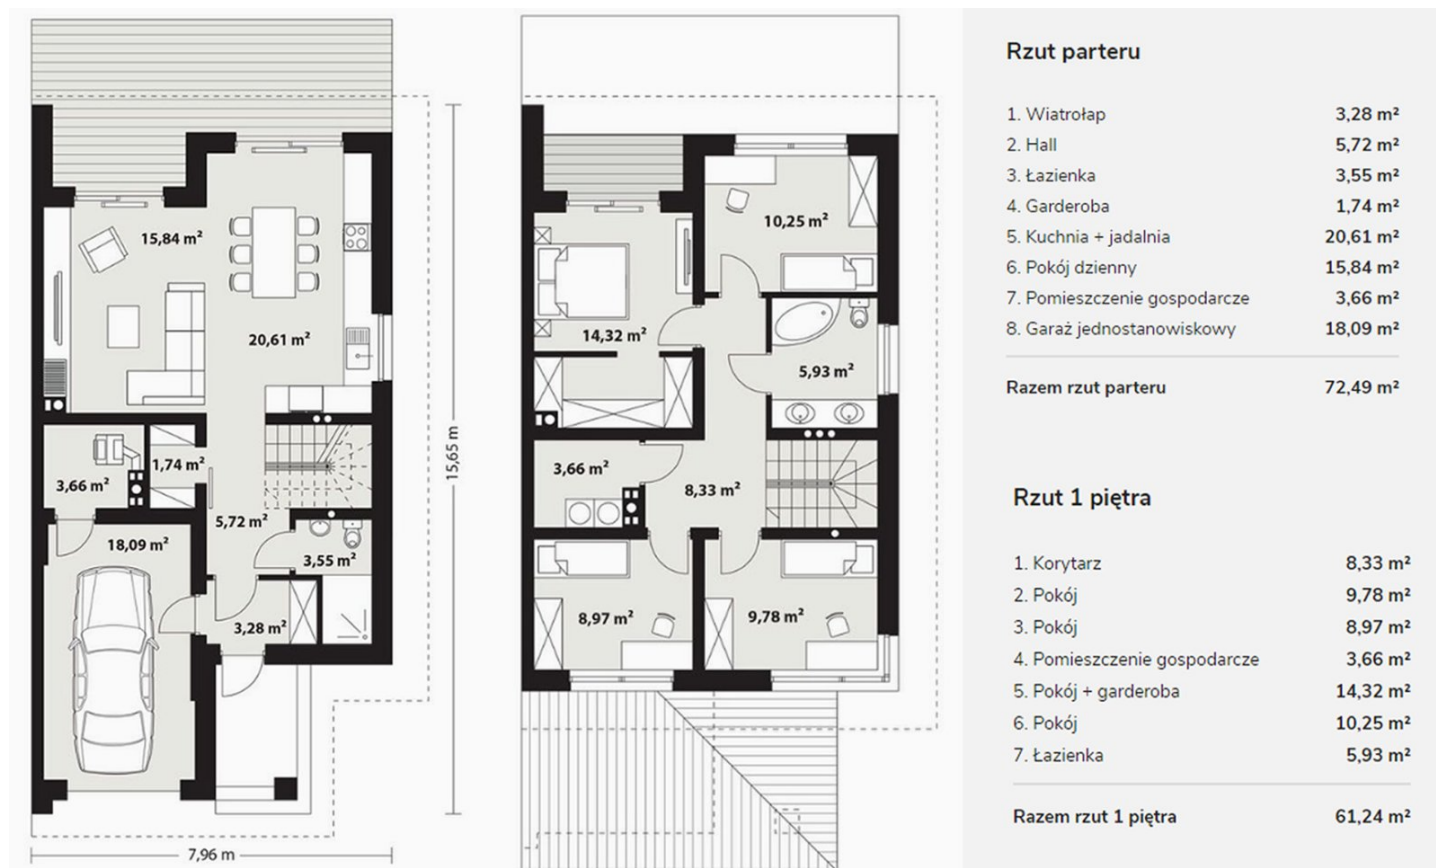 15,84 m²
20,61 m²
1,74 m²
3,66 m²
5,72 m²
18,09 m²
3,55 m²
3,28 m²
15,65 m
7,96 m
10,25 m²
14,32 m²
5,93 m²
3,66 m²
8,33 m²
8,97 m²
9,78 m²
Rzut parteru
1. Wiatrołap 3,28 m²
2. Hall 5,72 m²
3. Łazienka 3,55 m²
4. Garderoba 1,74 m²
5. Kuchnia + jadalnia 20,61 m²
6. Pokój dzienny 15,84 m²
7. Pomieszczenie gospodarcze 3,66 m²
8. Garaż jednostanowiskowy 18,09 m²
Razem rzut parteru 72,49 m²
Rzut 1 piętra
1. Korytarz 8,33 m²
2. Pokój 9,78 m²
3. Pokój 8,97 m²
4. Pomieszczenie gospodarcze 3,66 m²
5. Pokój + garderoba 14,32 m²
6. Pokój 10,25 m²
7. Łazienka 5,93 m²
Razem rzut 1 piętra 61,24 m²